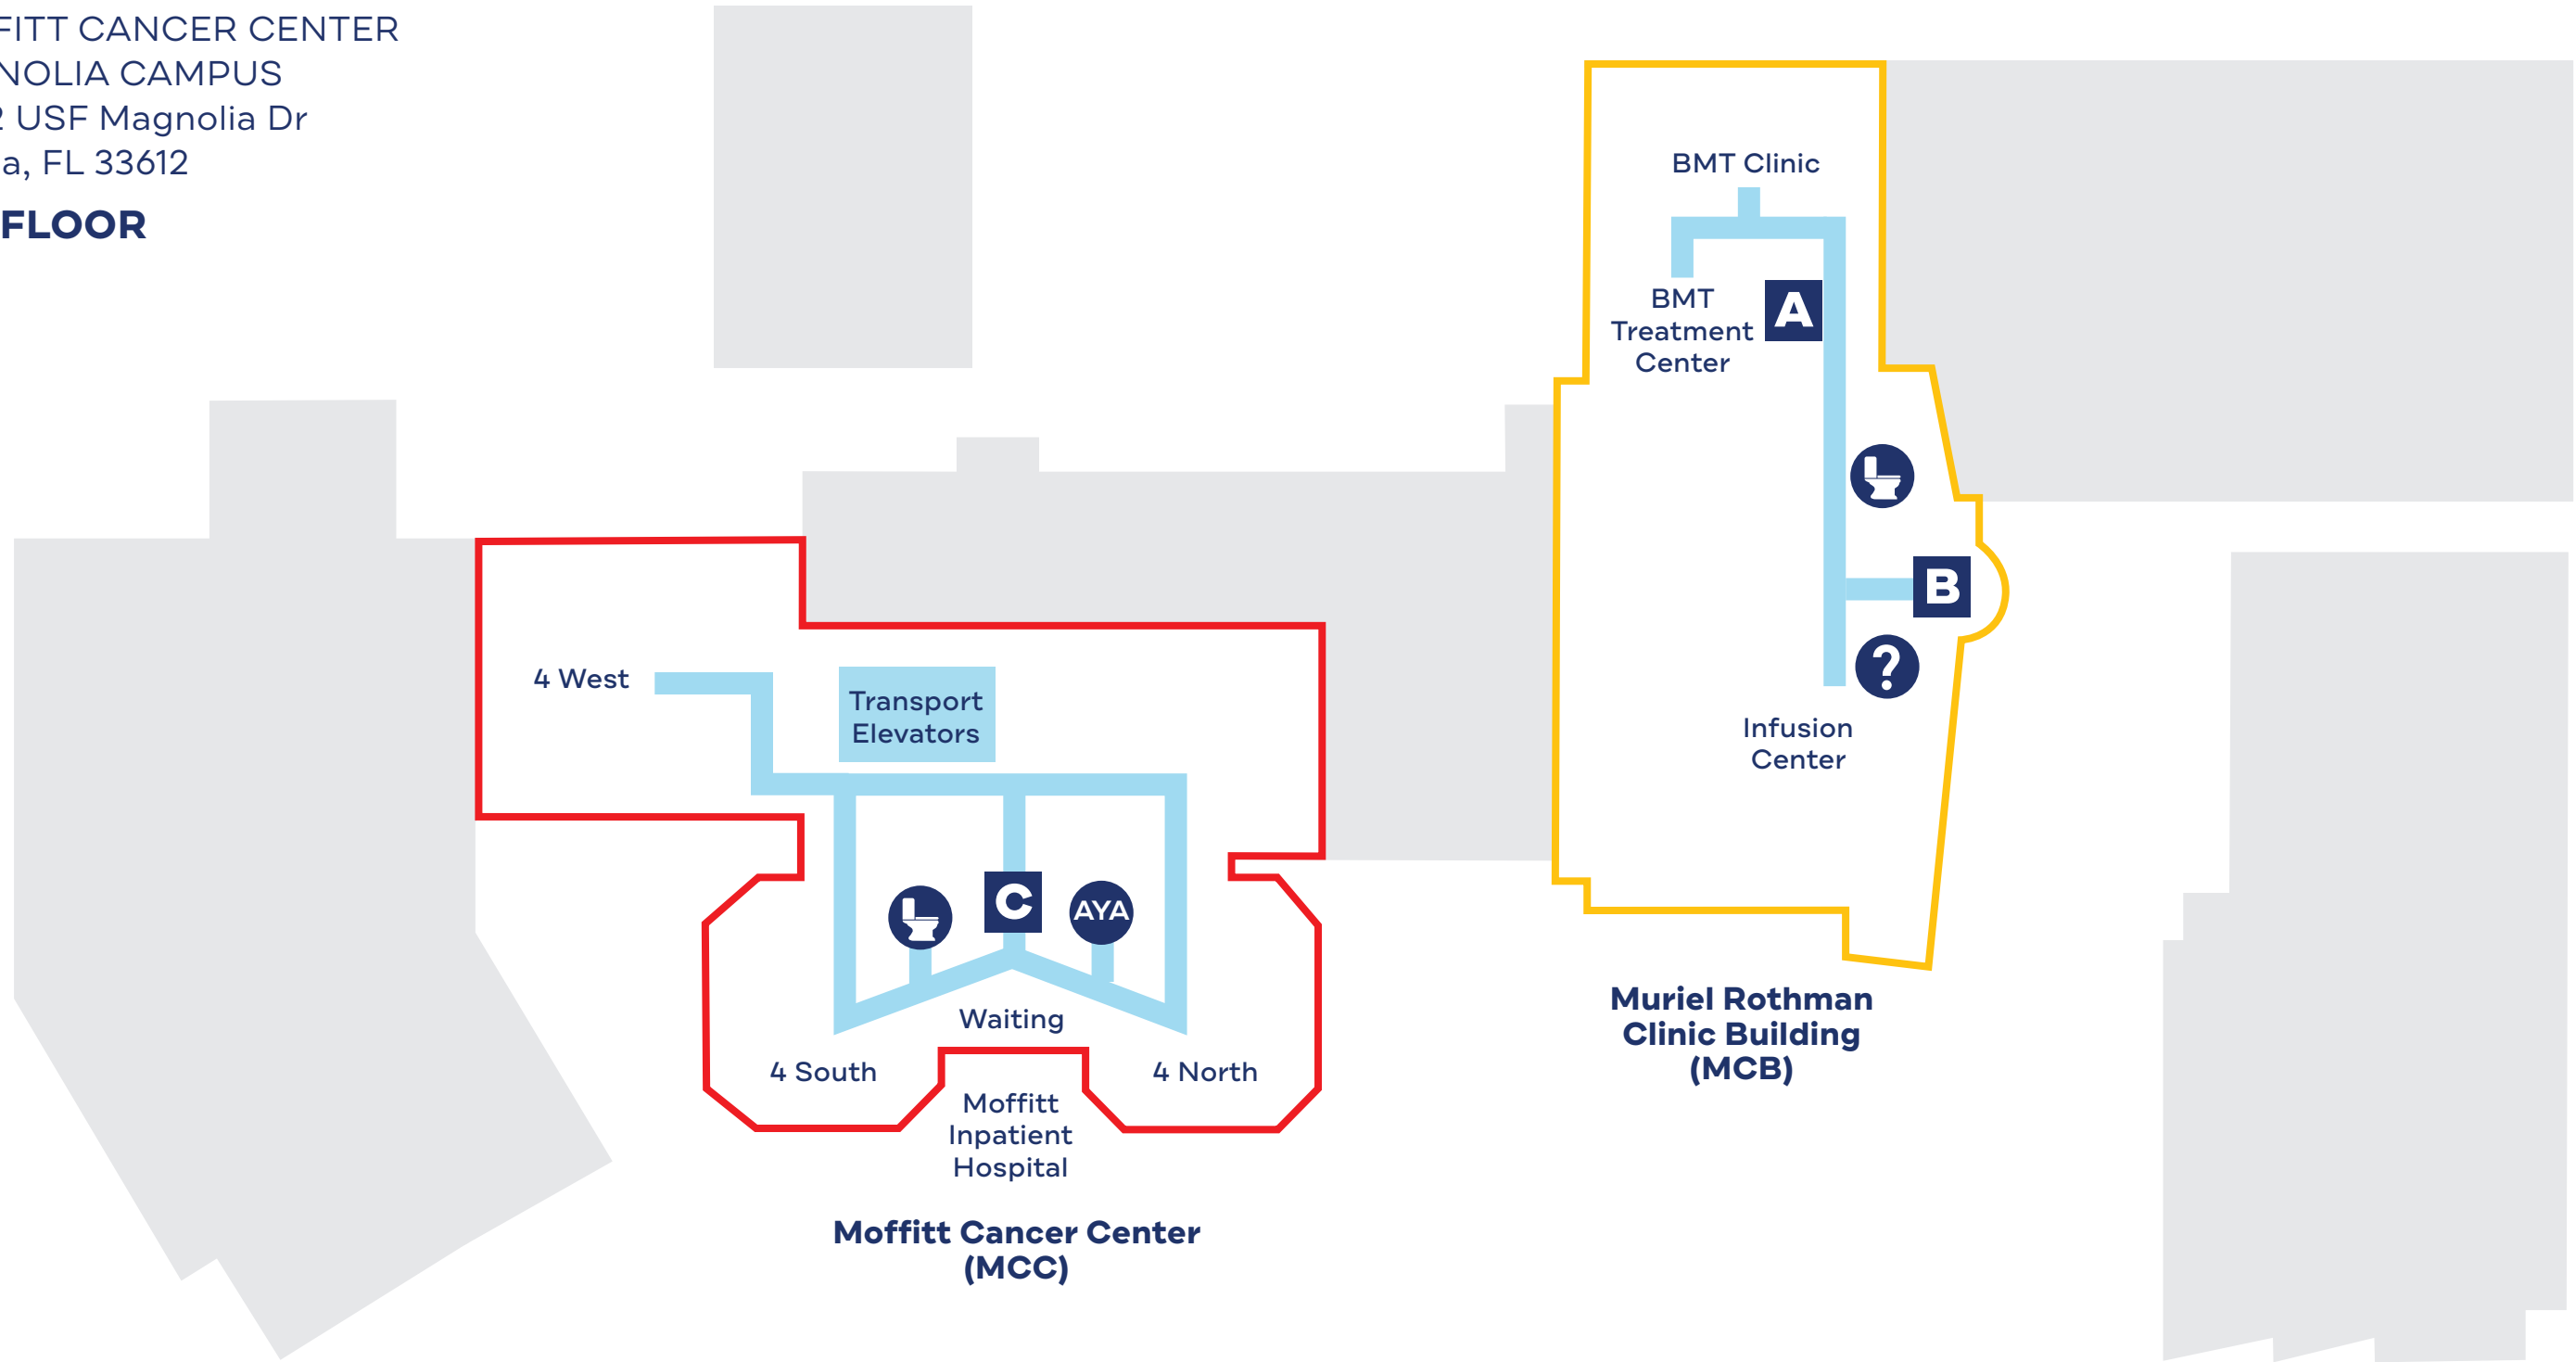 FITT CANCER CENTER
NOLIA CAMPUS
2 USF Magnolia Dr
a, FL 33612
FLOOR
BMT Clinic
BMT
Treatment
Center
A
B
?
Infusion
Center
4 West
Transport
Elevators
C
AYA
Waiting
4 South
4 North
Moffitt
Inpatient
Hospital
Moffitt Cancer Center
(MCC)
Muriel Rothman
Clinic Building
(MCB)